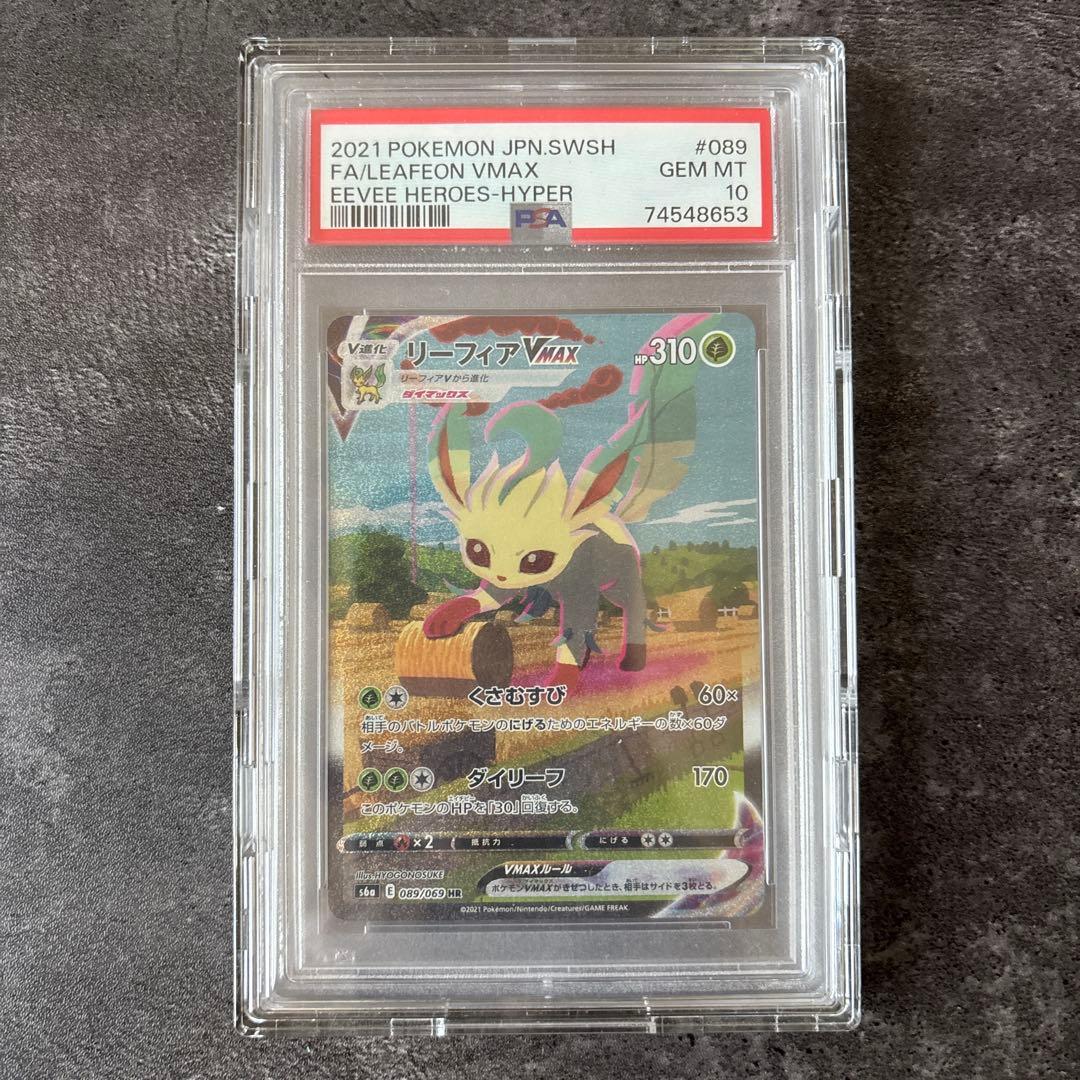 2021 POKEMON JPN.SWSH #089
FA/LEAFEON VMAX GEM MT
EEVEE HEROES-HYPER 10
PSA 74548653
V進化 リーフィアVMAX HP310
リーフィアVから進化
ダイマックス
くさむすび 60×
相手のバトルポケモンのにげるためのエネルギーの数×60ダ
メージ。
ダイリーフ 170
このポケモンのHPを「30」回復する。
弱点 ×2 抵抗力 にげる
Illus.HYOGONOSUKE
VMAXルール
ポケモンVMAXがきぜつしたとき、相手はサイドを3枚とる。
s6a E 089/069 HR
©2021 Pokémon/Nintendo/Creatures/GAME FREAK